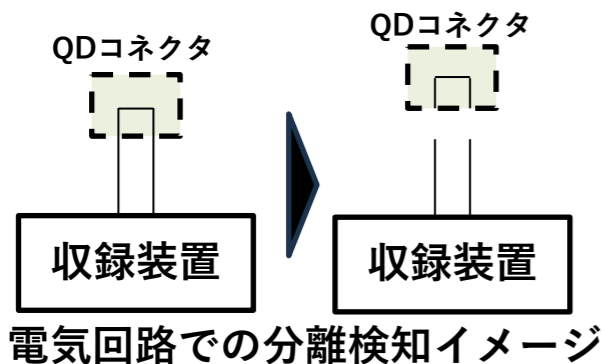 QDコネクタ
QDコネクタ
収録装置
収録装置
電気回路での分離検知イメージ